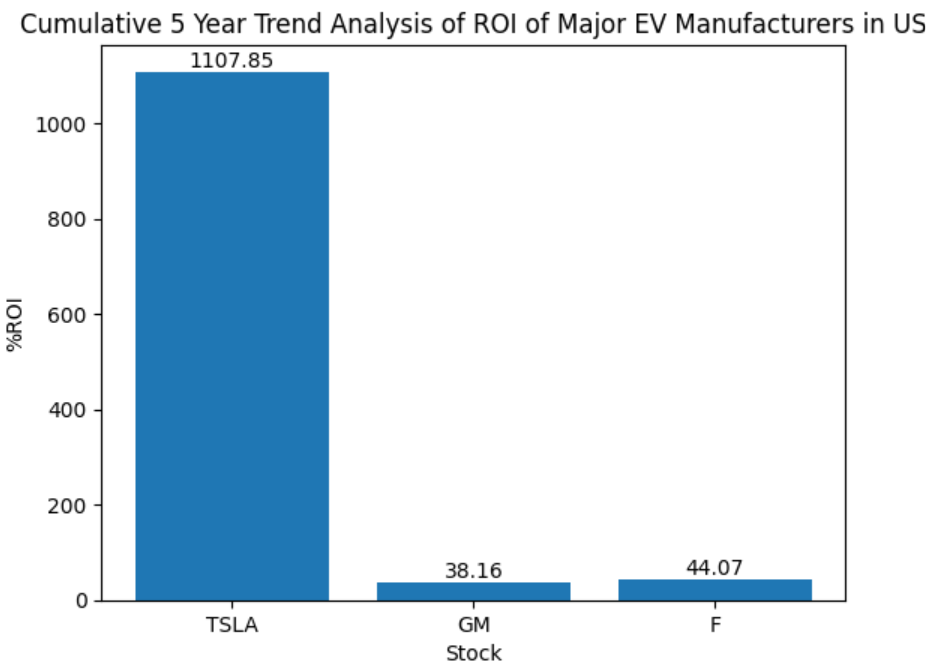 Cumulative 5 Year Trend Analysis of ROI of Major EV Manufacturers in US
1107.85
1000
800
600
%ROI
400
200
38.16
44.07
0
TSLA
GM
F
Stock